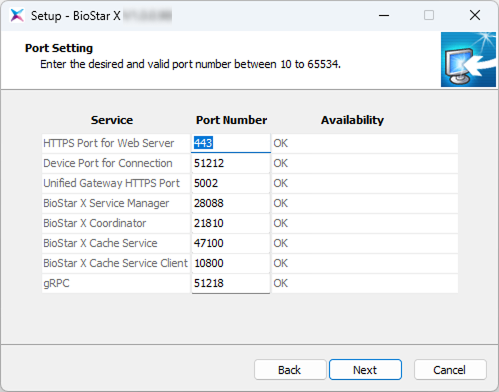 Setup - BioStar X
Port Setting
Enter the desired and valid port number between 10 to 65534.
Service Port Number Availability
HTTPS Port for Web Server 443 OK
Device Port for Connection 51212 OK
Unified Gateway HTTPS Port 5002 OK
BioStar X Service Manager 28088 OK
BioStar X Coordinator 21810 OK
BioStar X Cache Service 47100 OK
BioStar X Cache Service Client 10800 OK
gRPC 51218 OK
Back Next Cancel